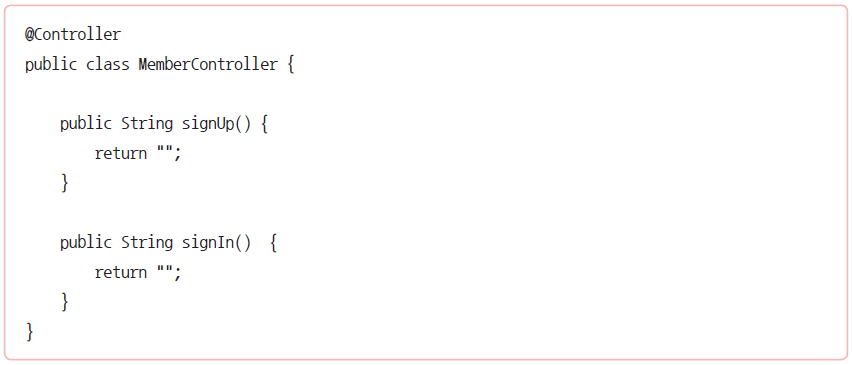 @Controller
public class MemberController {
    public String signUp() {
        return "";
    }
    public String signIn()  {
        return "";
    }
}